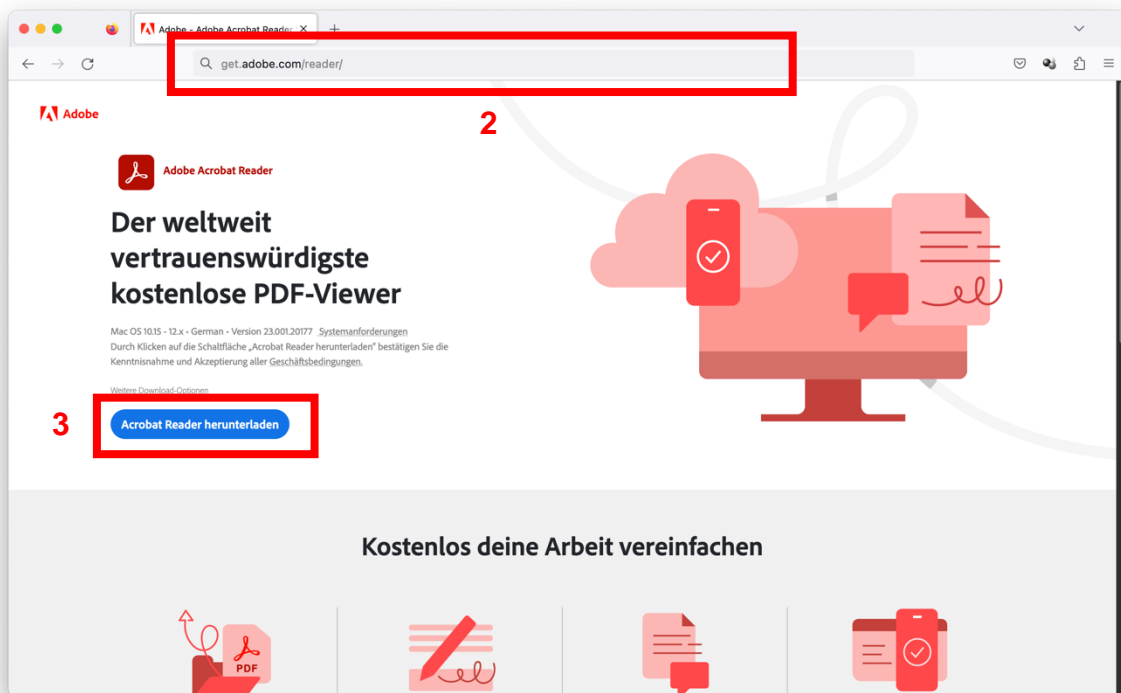 Adobe - Adobe Acrobat Reader
get.adobe.com/reader/
2
Adobe
Adobe Acrobat Reader
Der weltweit
vertrauenswürdigste
kostenlose PDF-Viewer
Mac OS 10.15 - 12.x - German - Version 23.001.20177 Systemanforderungen
Durch Klicken auf die Schaltfläche „Acrobat Reader herunterladen" bestätigen Sie die
Kenntnisnahme und Akzeptierung aller Geschäftsbedingungen.
Weitere Download-Optionen
3
Acrobat Reader herunterladen
Kostenlos deine Arbeit vereinfachen
PDF